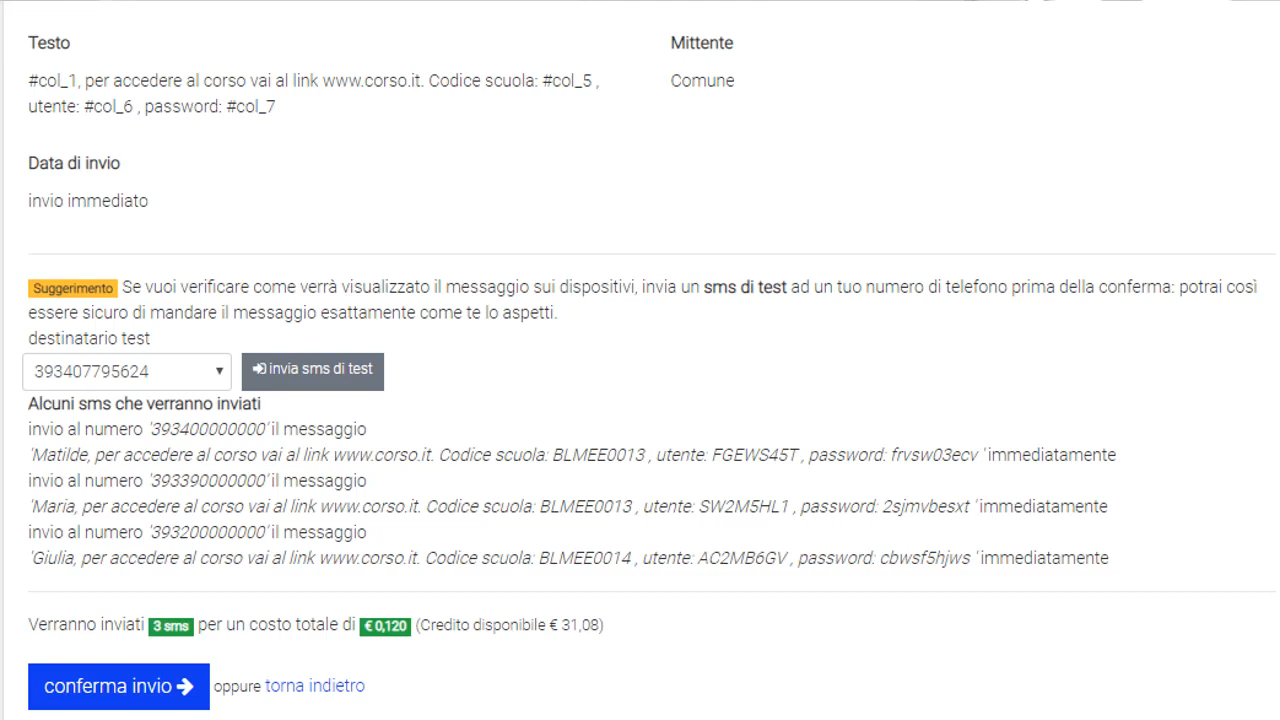 Testo
Mittente
#col_1, per accedere al corso vai al link www.corso.it. Codice scuola: #col_5 ,
utente: #col_6 , password: #col_7
Comune
Data di invio
invio immediato
Suggerimento Se vuoi verificare come verrà visualizzato il messaggio sui dispositivi, invia un sms di test ad un tuo numero di telefono prima della conferma: potrai così
essere sicuro di mandare il messaggio esattamente come te lo aspetti.
destinatario test
393407795624 invia sms di test
Alcuni sms che verranno inviati
invio al numero '393400000000' il messaggio
'Matilde, per accedere al corso vai al link www.corso.it. Codice scuola: BLMEE0013 , utente: FGEWS45T , password: frvsw03ecv ' immediatamente
invio al numero '393390000000' il messaggio
'Maria, per accedere al corso vai al link www.corso.it. Codice scuola: BLMEE0013 , utente: SW2M5HL1 , password: 2sjmvbesxt ' immediatamente
invio al numero '393200000000' il messaggio
'Giulia, per accedere al corso vai al link www.corso.it. Codice scuola: BLMEE0014 , utente: AC2MB6GV , password: cbwsf5hjws ' immediatamente
Verranno inviati 3 sms per un costo totale di € 0,120 (Credito disponibile € 31,08)
conferma invio oppure torna indietro